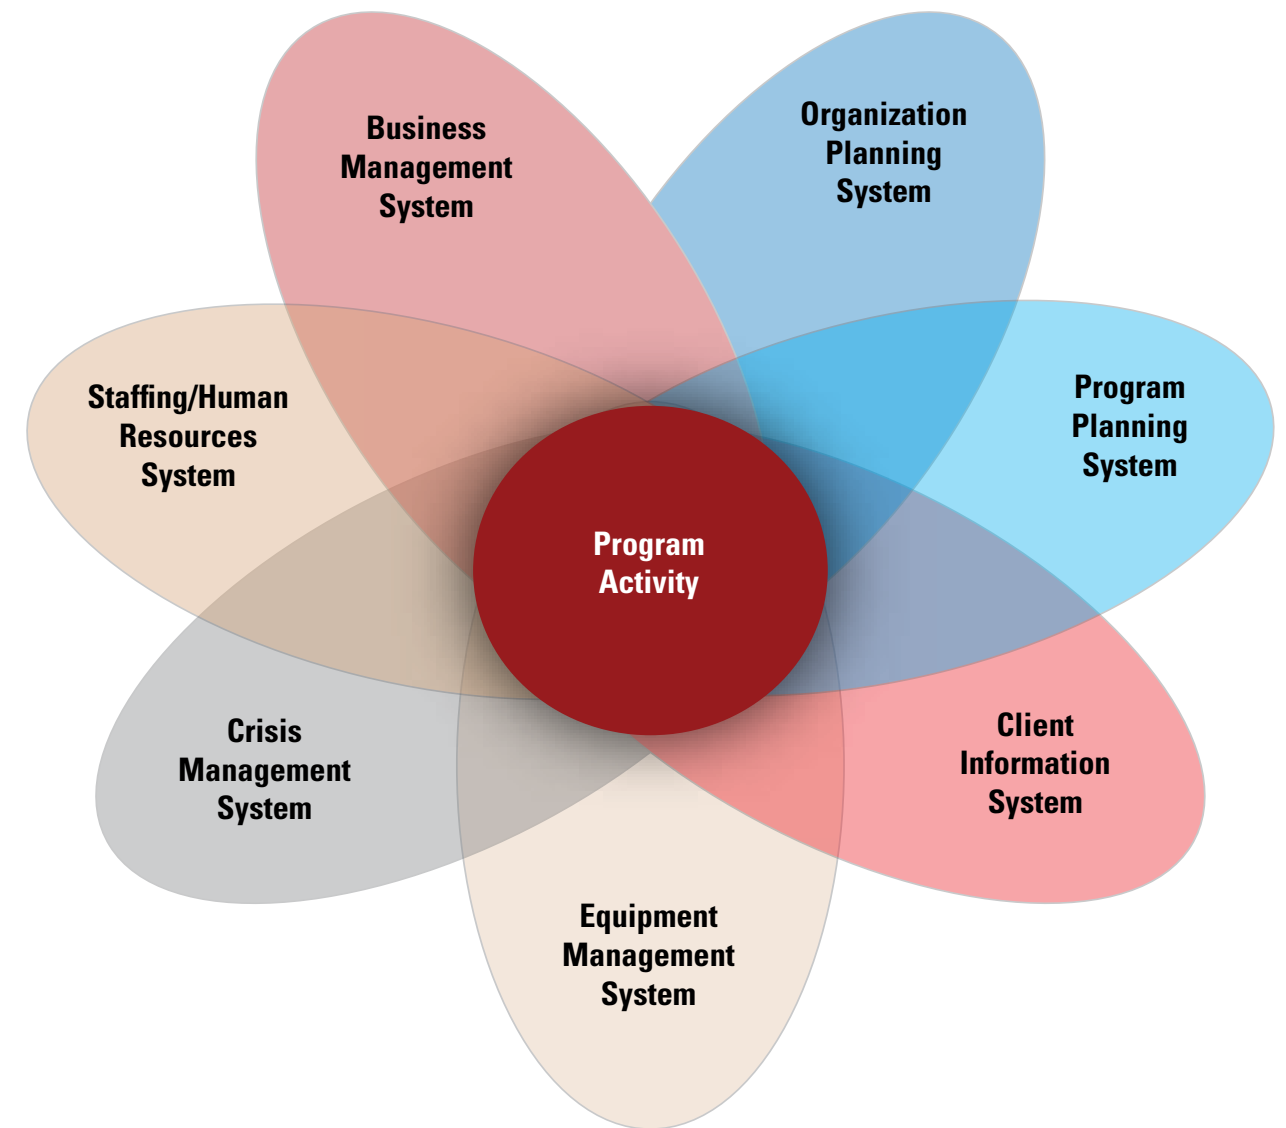 Business
Management
System
Organization
Planning
System
Staffing/Human
Resources
System
Program
Planning
System
Program
Activity
Crisis
Management
System
Client
Information
System
Equipment
Management
System